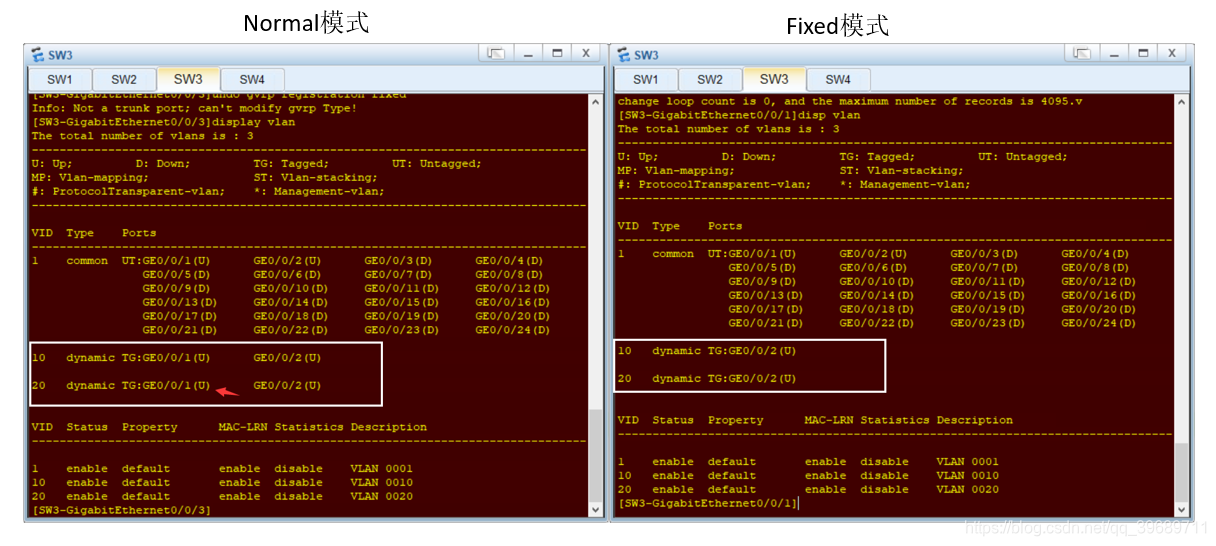 Normal模式
SW3
SW1 SW2 SW3 SW4
[SW3-GigabitEthernet0/0/3]undo gvrp registration fixed
Info: Not a trunk port; can't modify gvrp Type!
[SW3-GigabitEthernet0/0/3]display vlan
The total number of vlans is : 3
U: Up; D: Down; TG: Tagged; UT: Untagged;
MP: Vlan-mapping; ST: Vlan-stacking;
#: ProtocolTransparent-vlan; *: Management-vlan;
VID Type Ports
1 common UT:GE0/0/1(U) GE0/0/2(U) GE0/0/3(D) GE0/0/4(D)
GE0/0/5(D) GE0/0/6(D) GE0/0/7(D) GE0/0/8(D)
GE0/0/9(D) GE0/0/10(D) GE0/0/11(D) GE0/0/12(D)
GE0/0/13(D) GE0/0/14(D) GE0/0/15(D) GE0/0/16(D)
GE0/0/17(D) GE0/0/18(D) GE0/0/19(D) GE0/0/20(D)
GE0/0/21(D) GE0/0/22(D) GE0/0/23(D) GE0/0/24(D)
10 dynamic TG:GE0/0/1(U) GE0/0/2(U)
20 dynamic TG:GE0/0/1(U) GE0/0/2(U)
VID Status Property MAC-LRN Statistics Description
1 enable default enable disable VLAN 0001
10 enable default enable disable VLAN 0010
20 enable default enable disable VLAN 0020
[SW3-GigabitEthernet0/0/3]
Fixed模式
SW3
SW1 SW2 SW3 SW4
change loop count is 0, and the maximum number of records is 4095.v
[SW3-GigabitEthernet0/0/1]disp vlan
The total number of vlans is : 3
U: Up; D: Down; TG: Tagged; UT: Untagged;
MP: Vlan-mapping; ST: Vlan-stacking;
#: ProtocolTransparent-vlan; *: Management-vlan;
VID Type Ports
1 common UT:GE0/0/1(U) GE0/0/2(U) GE0/0/3(D) GE0/0/4(D)
GE0/0/5(D) GE0/0/6(D) GE0/0/7(D) GE0/0/8(D)
GE0/0/9(D) GE0/0/10(D) GE0/0/11(D) GE0/0/12(D)
GE0/0/13(D) GE0/0/14(D) GE0/0/15(D) GE0/0/16(D)
GE0/0/17(D) GE0/0/18(D) GE0/0/19(D) GE0/0/20(D)
GE0/0/21(D) GE0/0/22(D) GE0/0/23(D) GE0/0/24(D)
10 dynamic TG:GE0/0/2(U)
20 dynamic TG:GE0/0/2(U)
VID Status Property MAC-LRN Statistics Description
1 enable default enable disable VLAN 0001
10 enable default enable disable VLAN 0010
20 enable default enable disable VLAN 0020
[SW3-GigabitEthernet0/0/1]
https://blog.csdn.net/qq_39689711